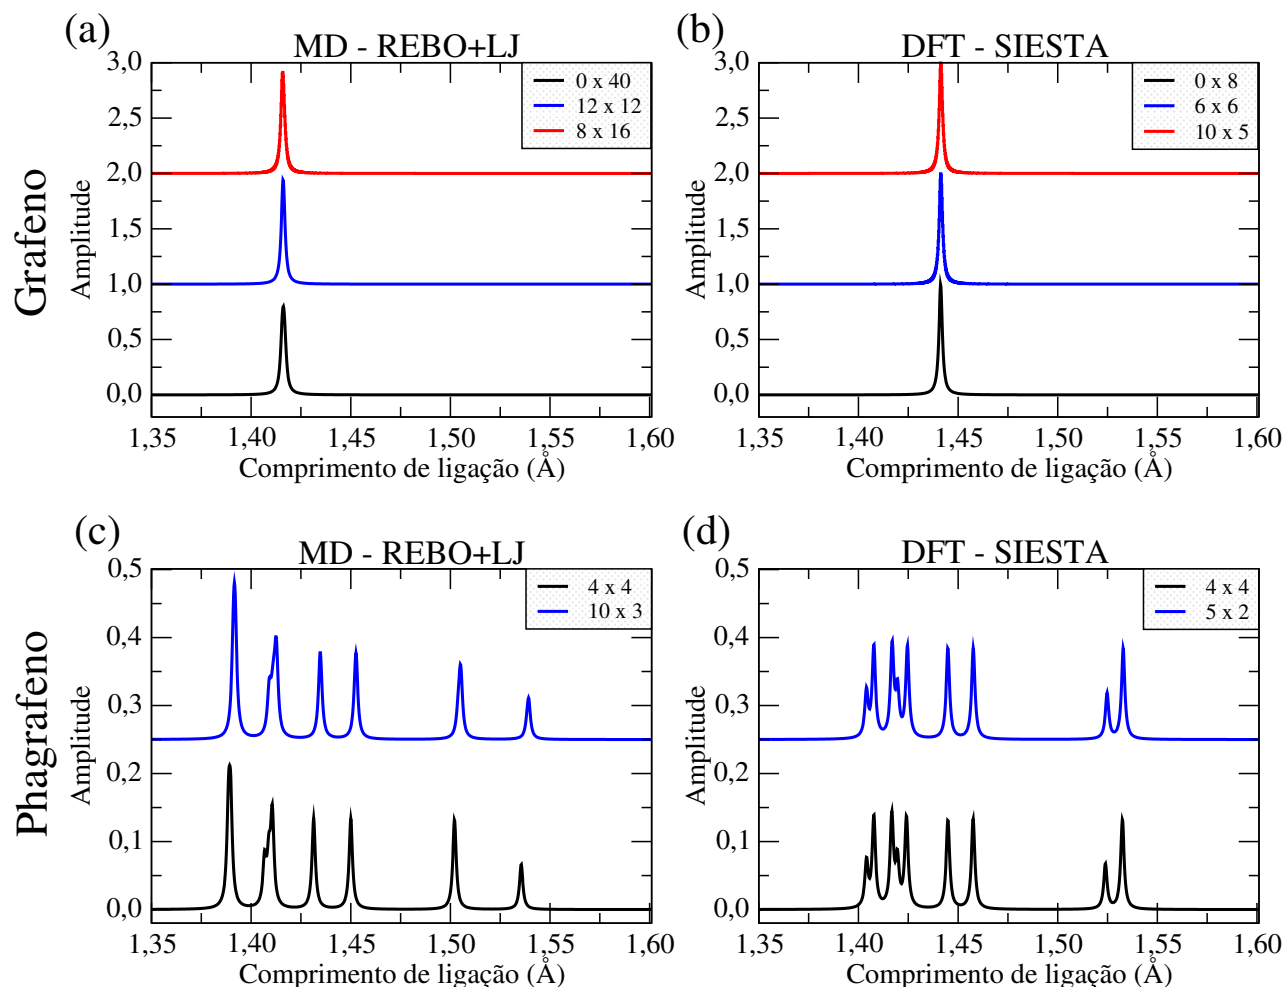 (a)
MD - REBO+LJ
3,0
2,5
2,0
1,5
1,0
0,5
0,0
Amplitude
0 x 40
12 x 12
8 x 16
1,35
1,40
1,45
1,50
1,55
1,60
Comprimento de ligação (Å)
(b)
DFT - SIESTA
3,0
2,5
2,0
1,5
1,0
0,5
0,0
Amplitude
0 x 8
6 x 6
10 x 5
1,35
1,40
1,45
1,50
1,55
1,60
Comprimento de ligação (Å)
Grafeno
(c)
MD - REBO+LJ
0,5
0,4
0,3
0,2
0,1
0,0
Amplitude
4 x 4
10 x 3
1,35
1,40
1,45
1,50
1,55
1,60
Comprimento de ligação (Å)
(d)
DFT - SIESTA
0,5
0,4
0,3
0,2
0,1
0,0
Amplitude
4 x 4
5 x 2
1,35
1,40
1,45
1,50
1,55
1,60
Comprimento de ligação (Å)
Phagrafeno